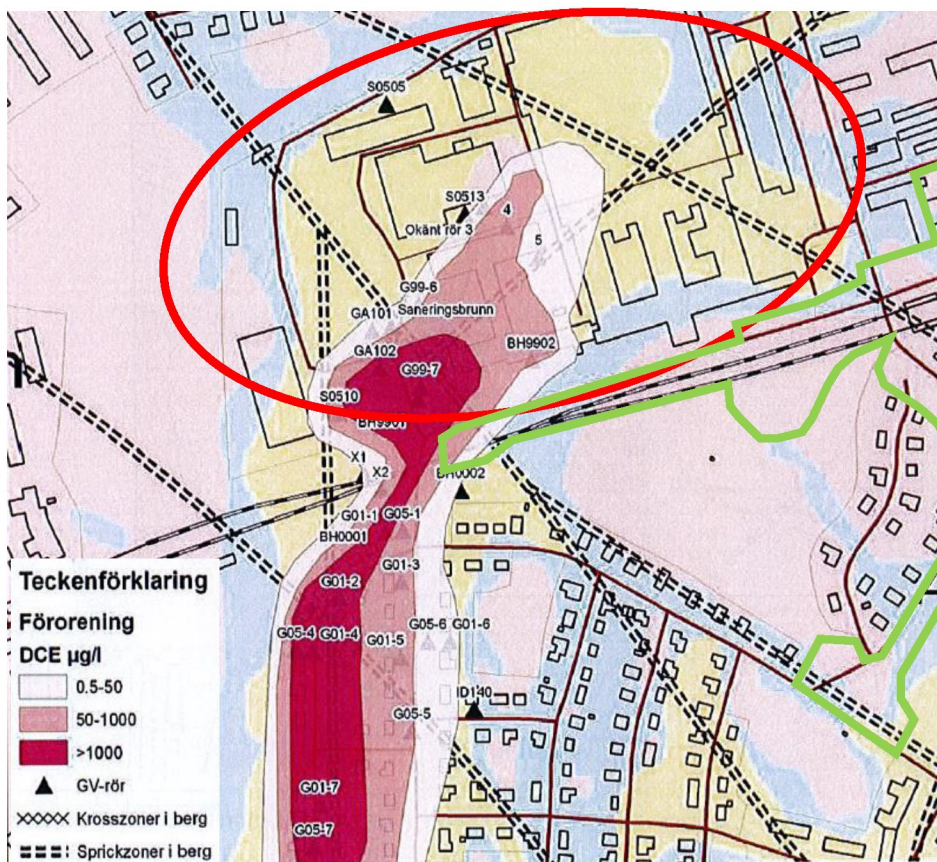 S0505
S0513
4
Okänt rör 3
5
G99-6
Saneringsbrunn
GA101
GA102
BH9902
G99-7
S0510
BH9901
X1
X2
BH0002
G01-1
G05-1
BH0001
G01-3
G01-2
G05-4
G01-4
G01-5
G05-6
G01-6
ID140
G05-5
G01-7
G05-7
Teckenförklaring
Förorening
DCE µg/l
0.5-50
50-1000
>1000
GV-rör
Krosszoner i berg
Sprickzoner i berg